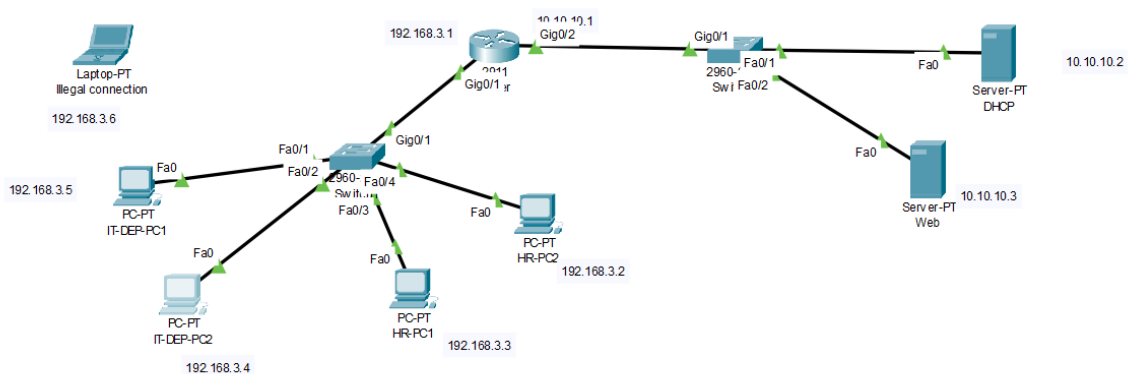 Laptop-PT
Illegal connection
192.168.3.6
192.168.3.1
10.10.10.1
Gig0/2
2911
Gig0/1
Gig0/1
2960-
Fa0/1
Fa0/2
Fa0
Server-PT
DHCP
10.10.10.2
Fa0
Server-PT
Web
10.10.10.3
Gig0/1
Fa0/1
Fa0/2
2960-
Fa0/4
Fa0/3
Fa0
192.168.3.5
PC-PT
IT-DEP-PC1
Fa0
PC-PT
HR-PC2
192.168.3.2
Fa0
PC-PT
IT-DEP-PC2
192.168.3.4
Fa0
PC-PT
HR-PC1
192.168.3.3